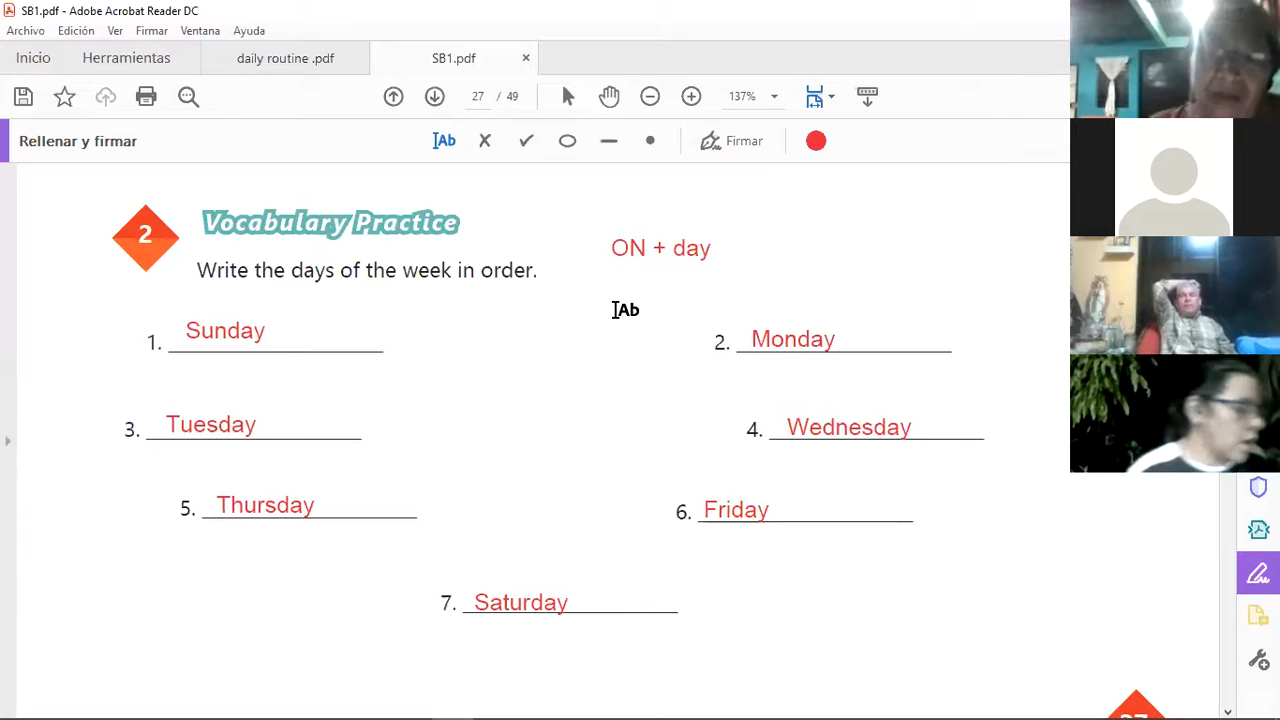 SB1.pdf - Adobe Acrobat Reader DC
Archivo Edición Ver Firmar Ventana Ayuda
Inicio Herramientas daily routine .pdf SB1.pdf ×
27 / 49 137%
Rellenar y firmar Ab Firmar
2 Vocabulary Practice
ON + day
Write the days of the week in order.
Ab
1. Sunday
2. Monday
3. Tuesday
4. Wednesday
5. Thursday
6. Friday
7. Saturday
27